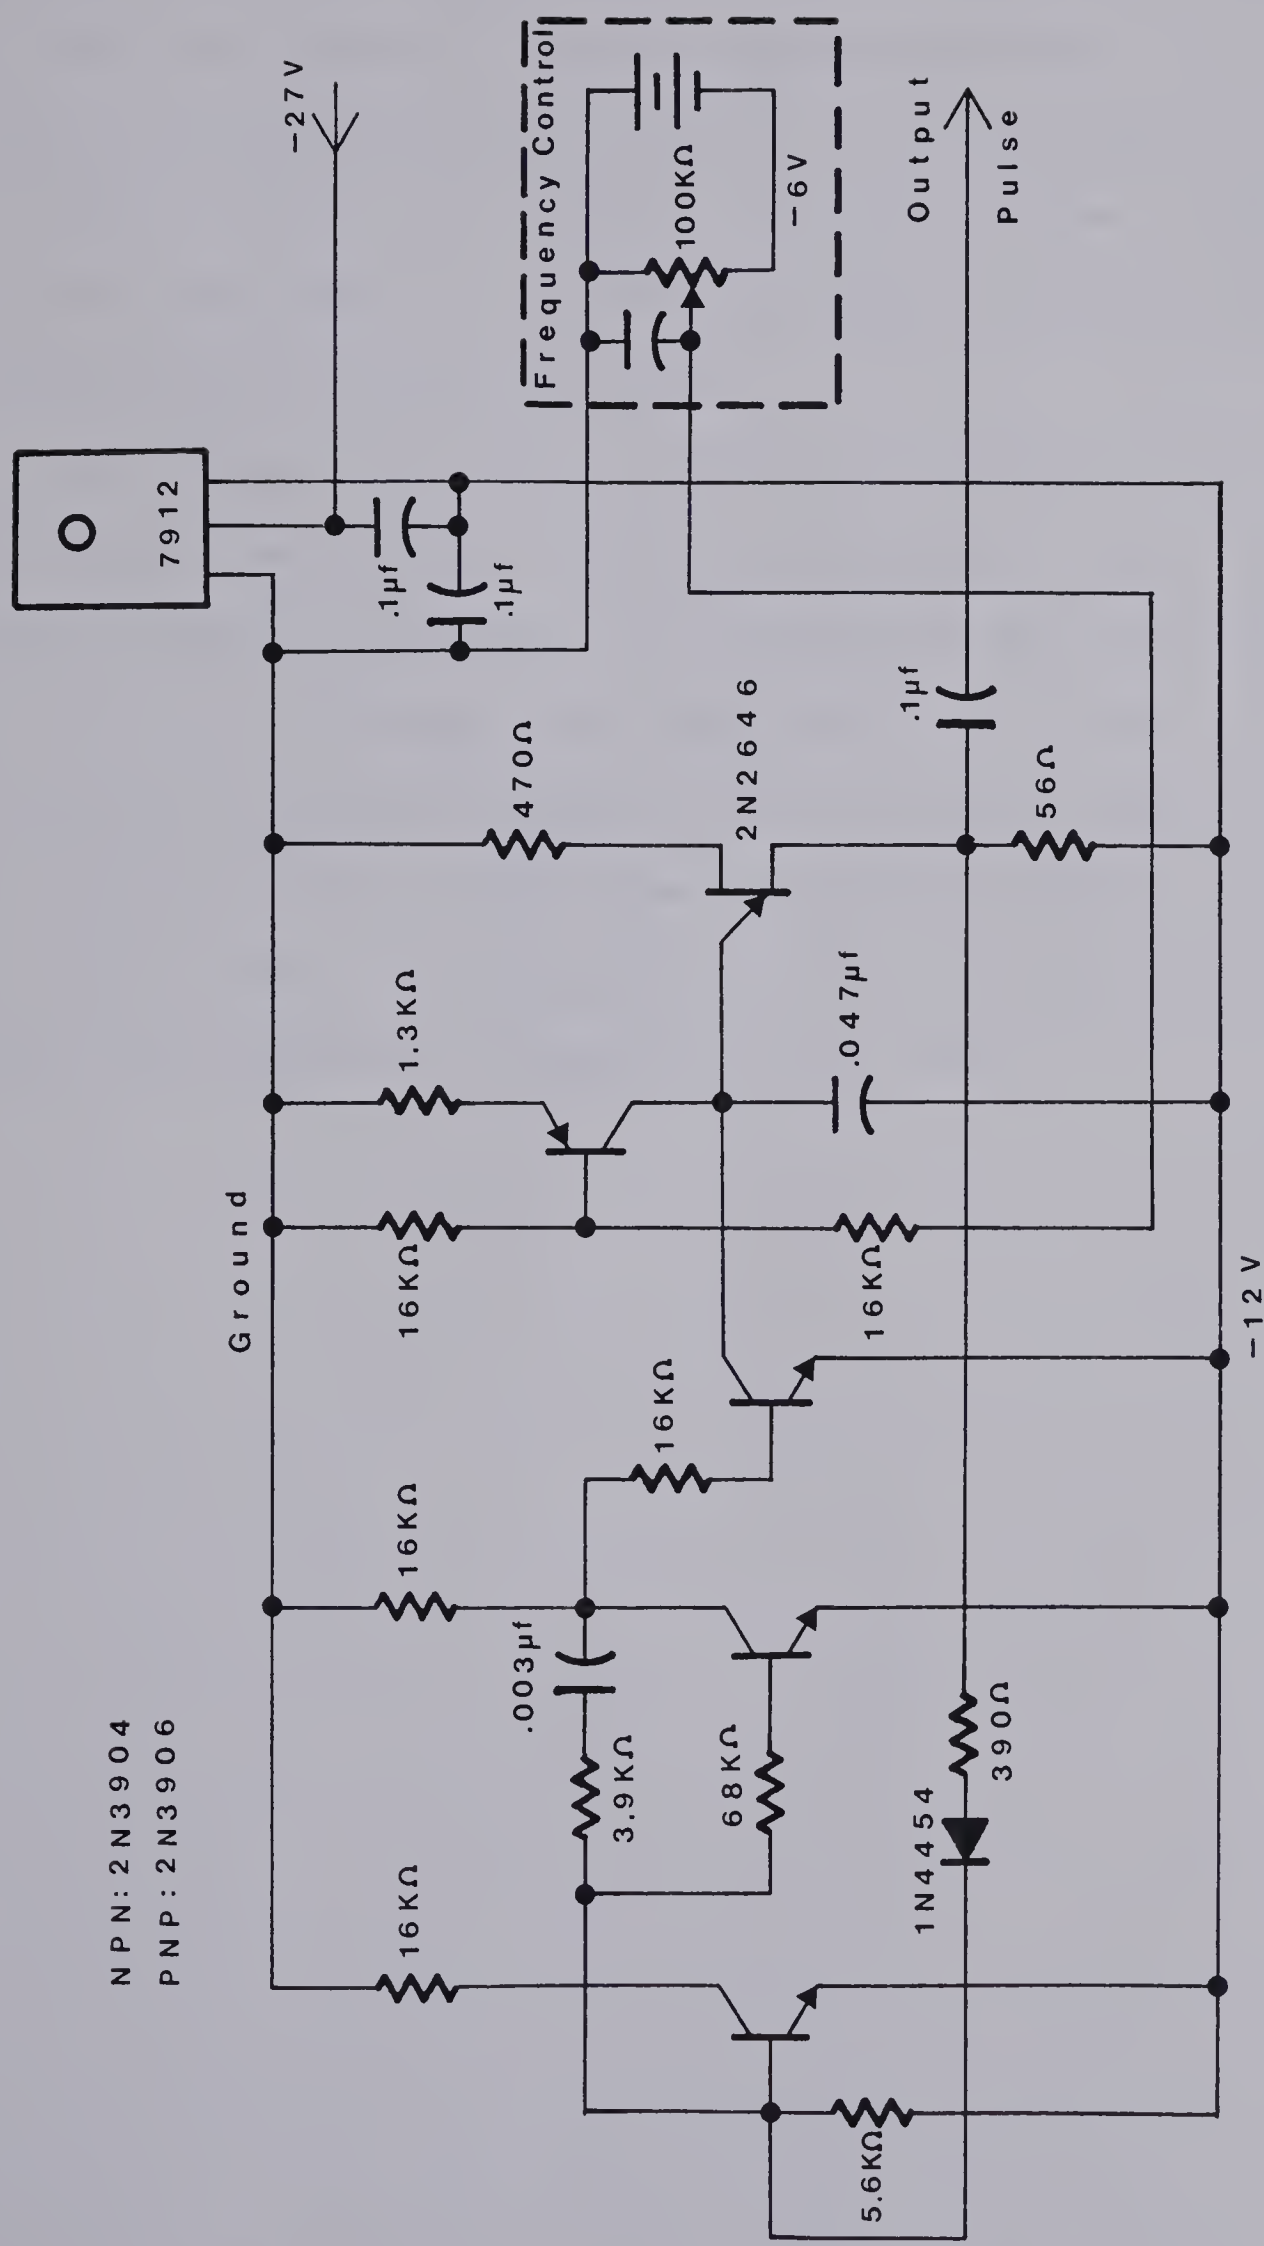 NPN:2N3904
PNP:2N3906
Ground
16KΩ
16KΩ
16KΩ
1.3KΩ
470Ω
7912
.1µf
.1µf
-27V
Frequency Control
100KΩ
-6V
.003µf
3.9KΩ
68KΩ
16KΩ
16KΩ
.047µf
2N2646
.1µf
56Ω
Output
Pulse
5.6KΩ
1N4454
390Ω
-12V